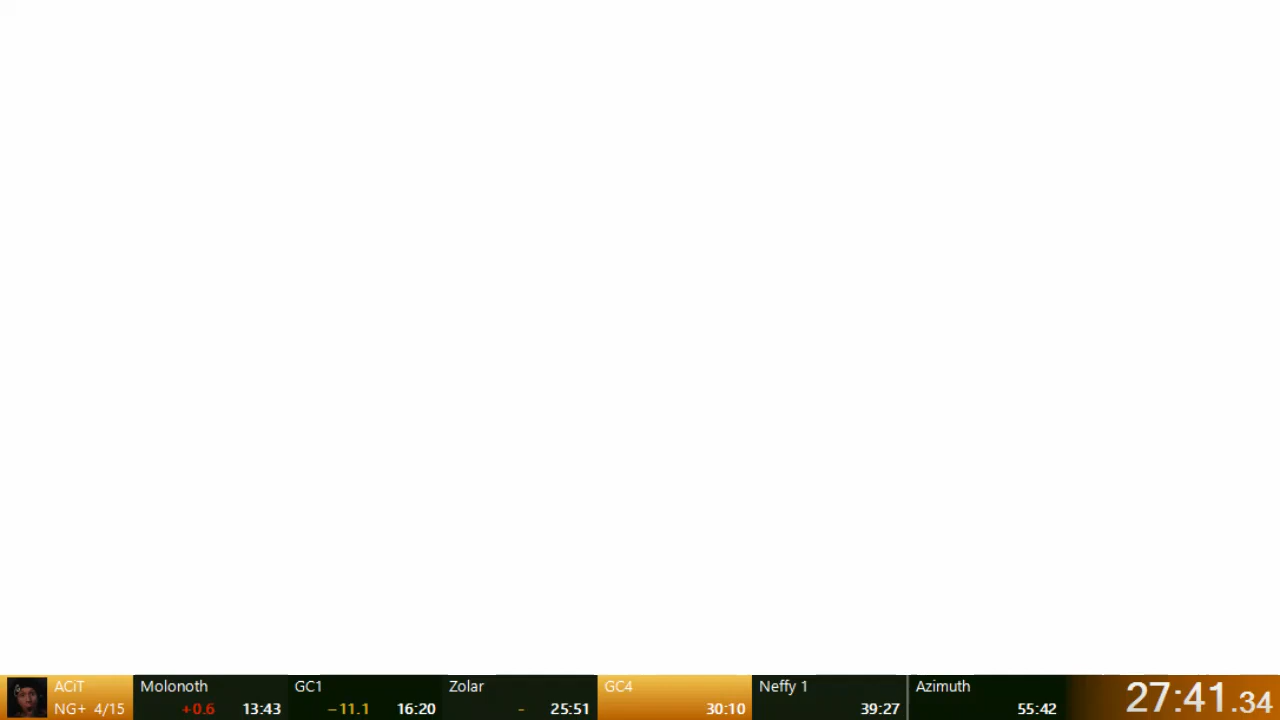 ACiT
NG+ 4/15
Molonoth
+0.6 13:43
GC1
−11.1 16:20
Zolar
- 25:51
GC4
30:10
Neffy 1
39:27
Azimuth
55:42
27:41.34